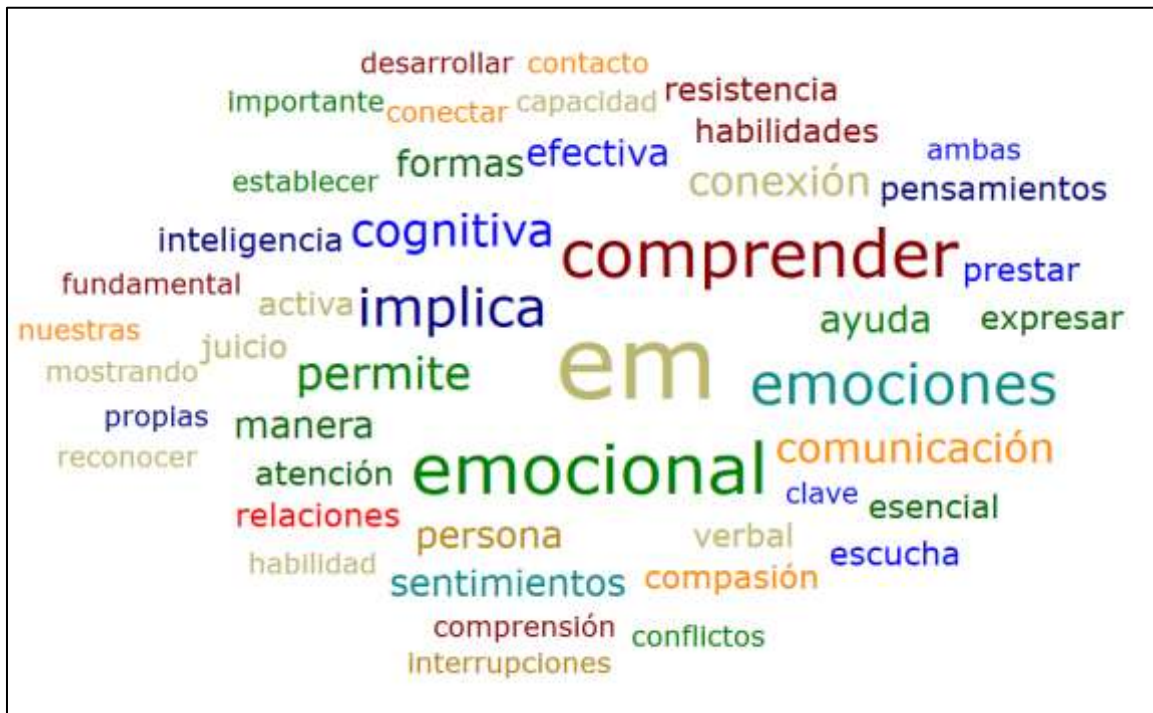 desarrollar contacto
importante conectar capacidad resistencia
habilidades
formas efectiva ambas
establecer conexión pensamientos
inteligencia cognitiva comprender prestar
fundamental activa implica ayuda expresar
nuestras juicio em
mostrando permite emociones
propias manera comunicación
reconocer atención emocional clave esencial
relaciones persona verbal escucha
habilidad sentimientos compasión
comprensión conflictos
interrupciones